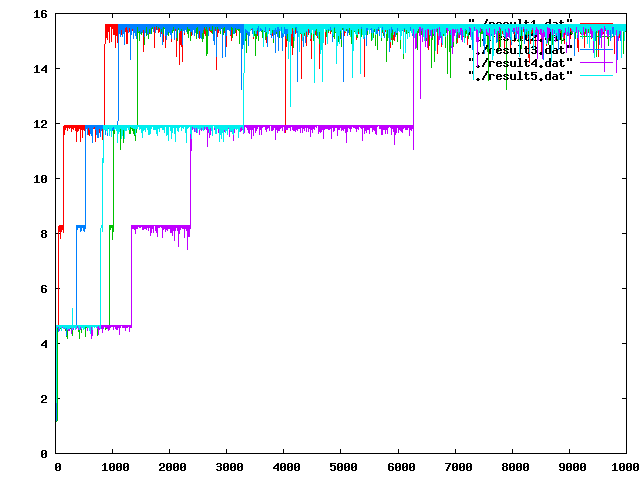 16
14
12
10
8
6
4
2
0
0 1000 2000 3000 4000 5000 6000 7000 8000 9000 10000
"./result1.dat"
"./result2.dat"
"./result3.dat"
"./result4.dat"
"./result5.dat"